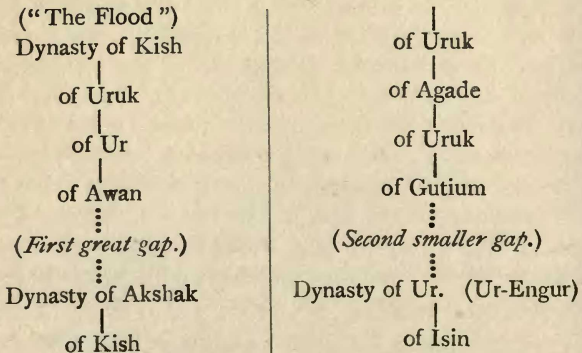 (“The Flood”)
Dynasty of Kish
of Uruk
of Ur
of Awan
(First great gap.)
Dynasty of Akshak
of Kish
of Uruk
of Agade
of Uruk
of Gutium
(Second smaller gap.)
Dynasty of Ur. (Ur-Engur)
of Isin